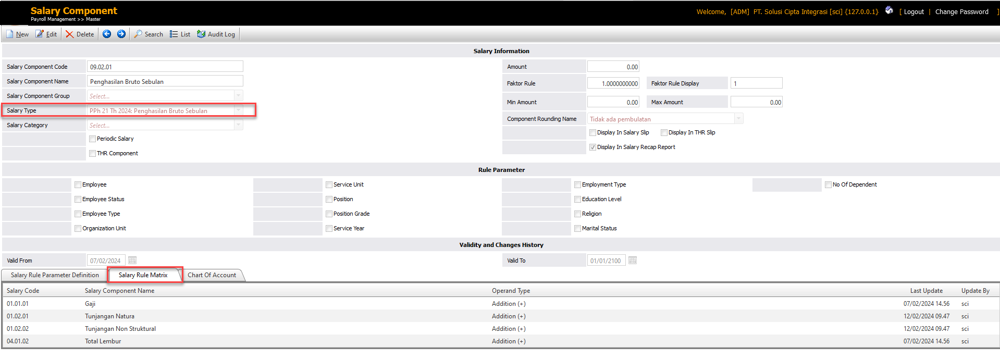 Salary Component
Payroll Management >> Master
Welcome, [ADM] PT. Solusi Cipta Integrasi [sci] {127.0.0.1} [ Logout | Change Password ]
New Edit Delete Search List Audit Log
Salary Information
Salary Component Code 09.02.01 Amount 0.00
Salary Component Name Penghasilan Bruto Sebulan Faktor Rule 1.0000000000 Faktor Rule Display 1
Salary Component Group Select...
Min Amount 0.00 Max Amount 0.00
Salary Type PPh 21 Th 2024: Penghasilan Bruto Sebulan
Component Rounding Name Tidak ada pembulatan
Salary Category Select...
Display In Salary Slip Display In THR Slip
Periodic Salary
Display In Salary Recap Report
THR Component
Rule Parameter
Employee Service Unit Employment Type No Of Dependent
Employee Status Position Education Level
Employee Type Position Grade Religion
Organization Unit Service Year Marital Status
Validity and Changes History
Valid From 07/02/2024 Valid To 01/01/2100
Salary Rule Parameter Definition Salary Rule Matrix Chart Of Account
Salary Code Salary Component Name Operand Type Last Update Update By
01.01.01 Gaji Addition (+) 07/02/2024 14.56 sci
01.02.01 Tunjangan Natura Addition (+) 12/02/2024 09.47 sci
01.02.02 Tunjangan Non Struktural Addition (+) 12/02/2024 09.47 sci
04.01.02 Total Lembur Addition (+) 07/02/2024 14.56 sci